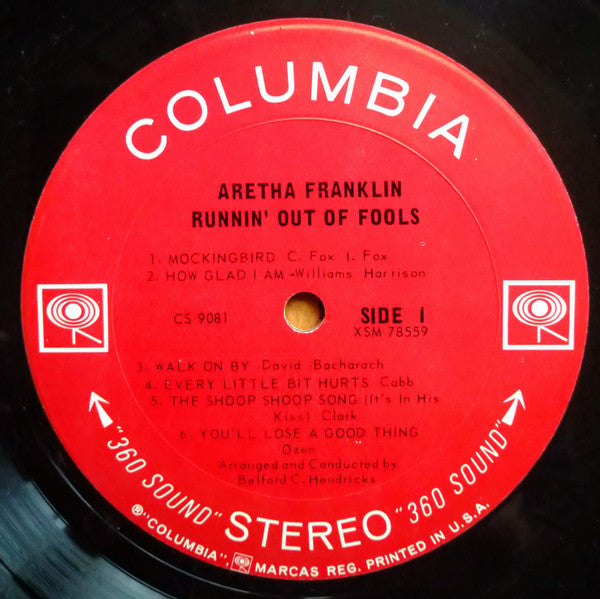 COLUMBIA
ARETHA FRANKLIN
RUNNIN' OUT OF FOOLS
1. MOCKINGBIRD C. Fox I. Fox
2. HOW GLAD I AM -Williams Harrison
CS 9081
SIDE 1
XSM 78559
3. WALK ON BY David Bacharach
4. EVERY LITTLE BIT HURTS Cobb
5. THE SHOOP SHOOP SONG (It's In His
Kiss) Clark
6. YOU'LL LOSE A GOOD THING
Ozen
Arranged and Conducted by
Belford C. Hendricks
"360 SOUND" STEREO "360 SOUND"
®"COLUMBIA", MARCAS REG. PRINTED IN U.S.A.